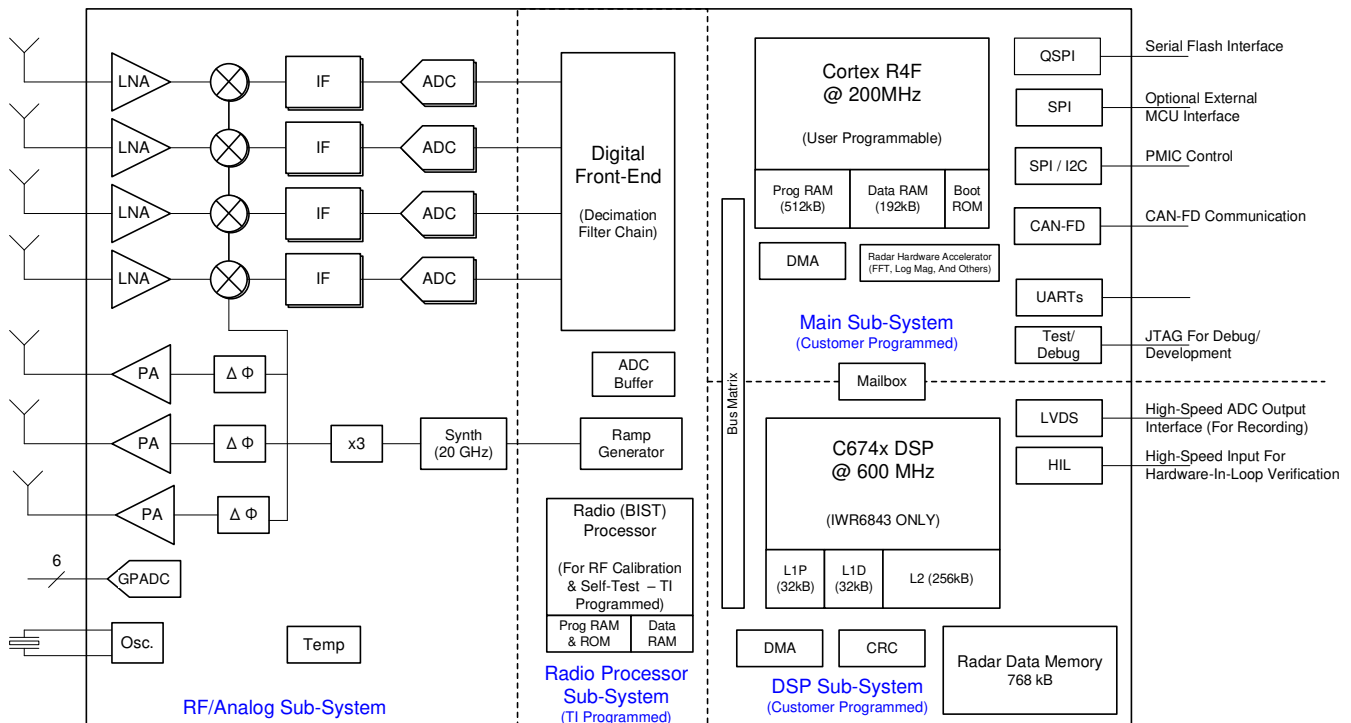 LNA
IF
ADC
LNA
IF
ADC
LNA
IF
ADC
LNA
IF
ADC
PA
Δ Φ
PA
Δ Φ
x3
Synth
(20 GHz)
PA
Δ Φ
6
GPADC
Osc.
Temp
RF/Analog Sub-System
Digital
Front-End
(Decimation
Filter Chain)
ADC
Buffer
Ramp
Generator
Radio (BIST)
Processor
(For RF Calibration
& Self-Test – TI
Programmed)
Prog RAM
& ROM
Data
RAM
Radio Processor
Sub-System
(TI Programmed)
Cortex R4F
@ 200MHz
(User Programmable)
Prog RAM
(512kB)
Data RAM
(192kB)
Boot
ROM
DMA
Radar Hardware Accelerator
(FFT, Log Mag, And Others)
Main Sub-System
(Customer Programmed)
Mailbox
Bus Matrix
C674x DSP
@ 600 MHz
(IWR6843 ONLY)
L1P
(32kB)
L1D
(32kB)
L2 (256kB)
DMA
CRC
Radar Data Memory
768 kB
DSP Sub-System
(Customer Programmed)
QSPI
Serial Flash Interface
SPI
Optional External
MCU Interface
SPI / I2C
PMIC Control
CAN-FD
CAN-FD Communication
UARTs
Test/
Debug
JTAG For Debug/
Development
LVDS
High-Speed ADC Output
Interface (For Recording)
HIL
High-Speed Input For
Hardware-In-Loop Verification